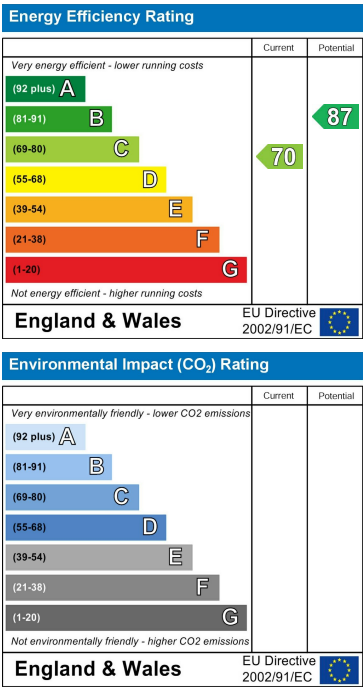 Energy Efficiency Rating
Current Potential
Very energy efficient - lower running costs
(92 plus) A
(81-91) B
(69-80) C
(55-68) D
(39-54) E
(21-38) F
(1-20) G
70
87
Not energy efficient - higher running costs
England & Wales
EU Directive
2002/91/EC
Environmental Impact (CO₂) Rating
Current Potential
Very environmentally friendly - lower CO2 emissions
(92 plus) A
(81-91) B
(69-80) C
(55-68) D
(39-54) E
(21-38) F
(1-20) G
Not environmentally friendly - higher CO2 emissions
England & Wales
EU Directive
2002/91/EC